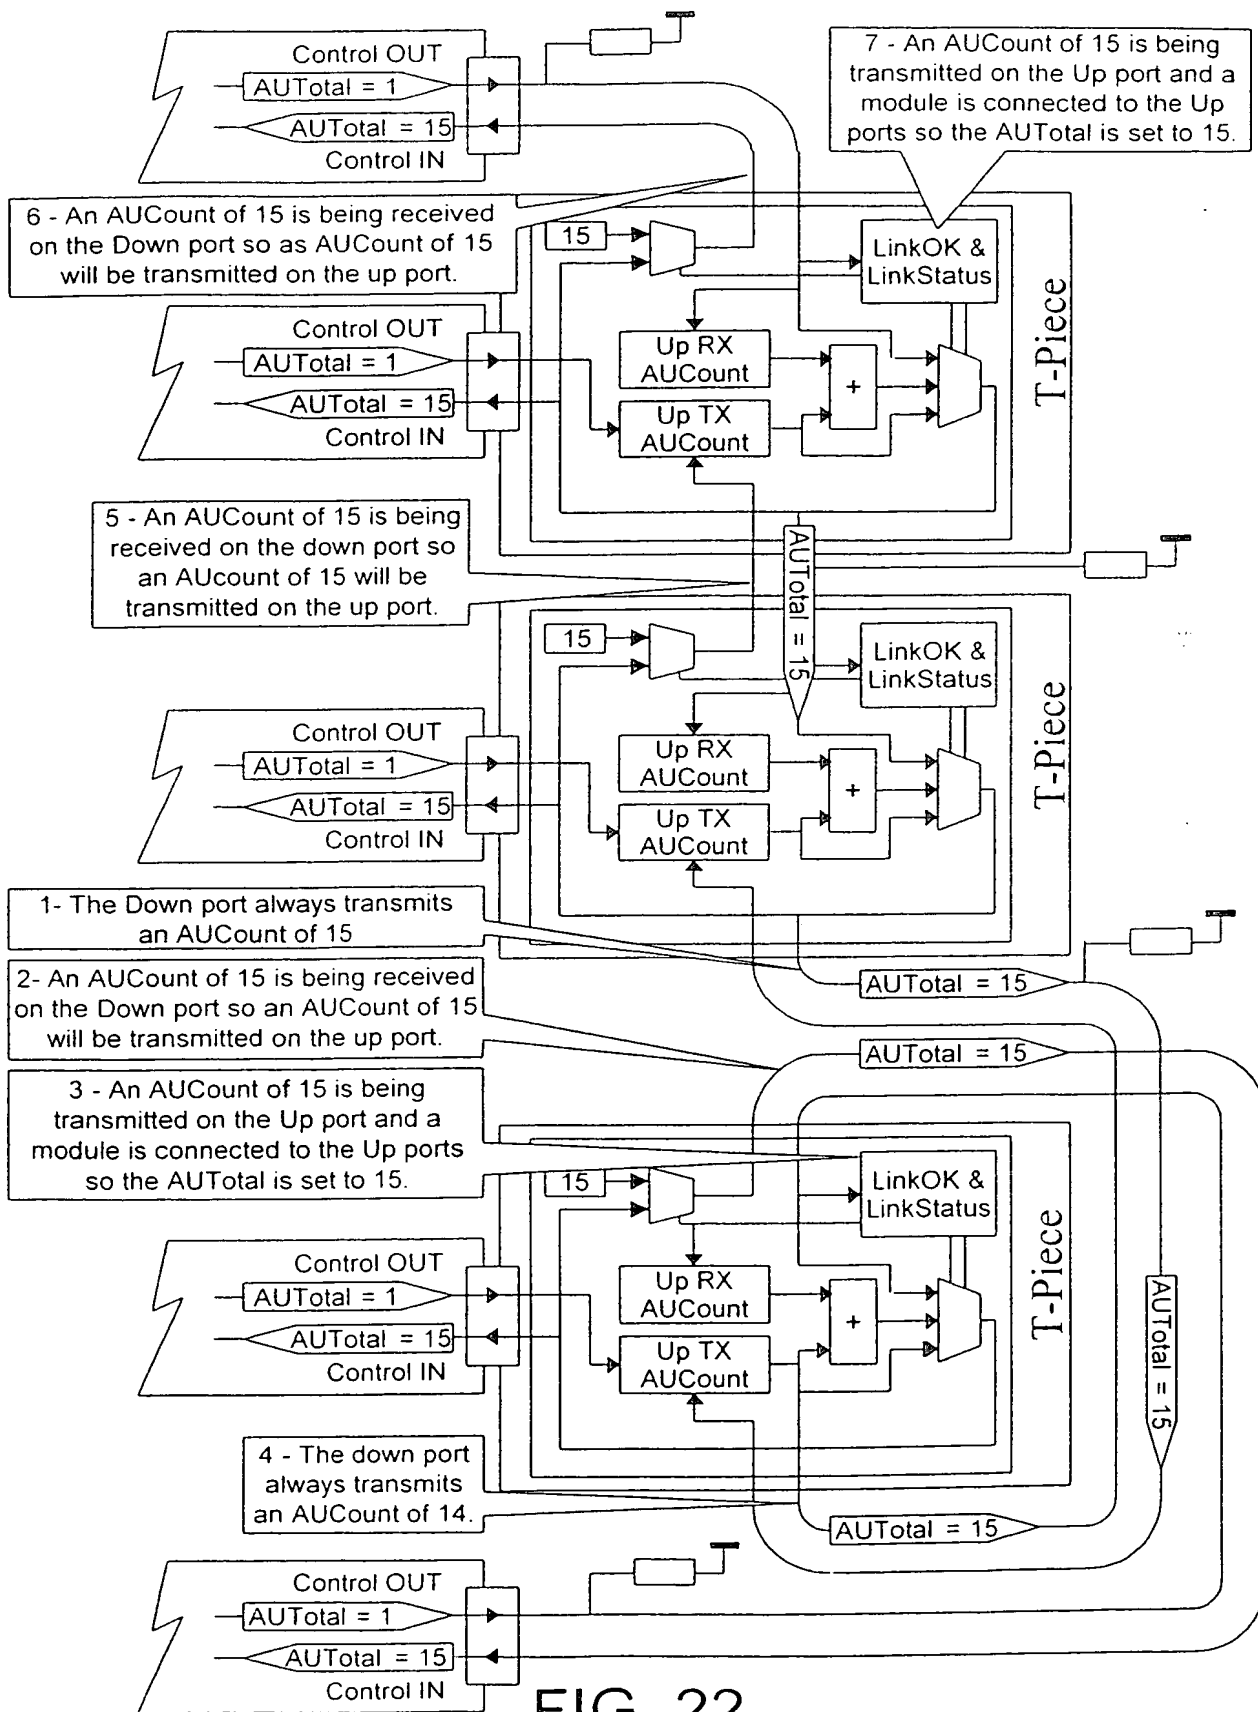 Control OUT
AUTotal = 1
AUTotal = 15
Control IN
7 - An AUCount of 15 is being
transmitted on the Up port and a
module is connected to the Up
ports so the AUTotal is set to 15.
6 - An AUCount of 15 is being received
on the Down port so as AUCount of 15
will be transmitted on the up port.
15
LinkOK &
LinkStatus
T-Piece
Control OUT
AUTotal = 1
AUTotal = 15
Control IN
Up RX
AUCount
+
Up TX
AUCount
5 - An AUCount of 15 is being
received on the down port so
an AUcount of 15 will be
transmitted on the up port.
AUTotal = 15
15
LinkOK &
LinkStatus
T-Piece
Control OUT
AUTotal = 1
AUTotal = 15
Control IN
Up RX
AUCount
+
Up TX
AUCount
1- The Down port always transmits
an AUCount of 15
AUTotal = 15
2- An AUCount of 15 is being received
on the Down port so an AUCount of 15
will be transmitted on the up port.
AUTotal = 15
3 - An AUCount of 15 is being
transmitted on the Up port and a
module is connected to the Up ports
so the AUTotal is set to 15.
15
LinkOK &
LinkStatus
T-Piece
Control OUT
AUTotal = 1
AUTotal = 15
Control IN
Up RX
AUCount
+
Up TX
AUCount
AUTotal = 15
4 - The down port
always transmits
an AUCount of 14.
AUTotal = 15
Control OUT
AUTotal = 1
AUTotal = 15
Control IN
FIG. 22